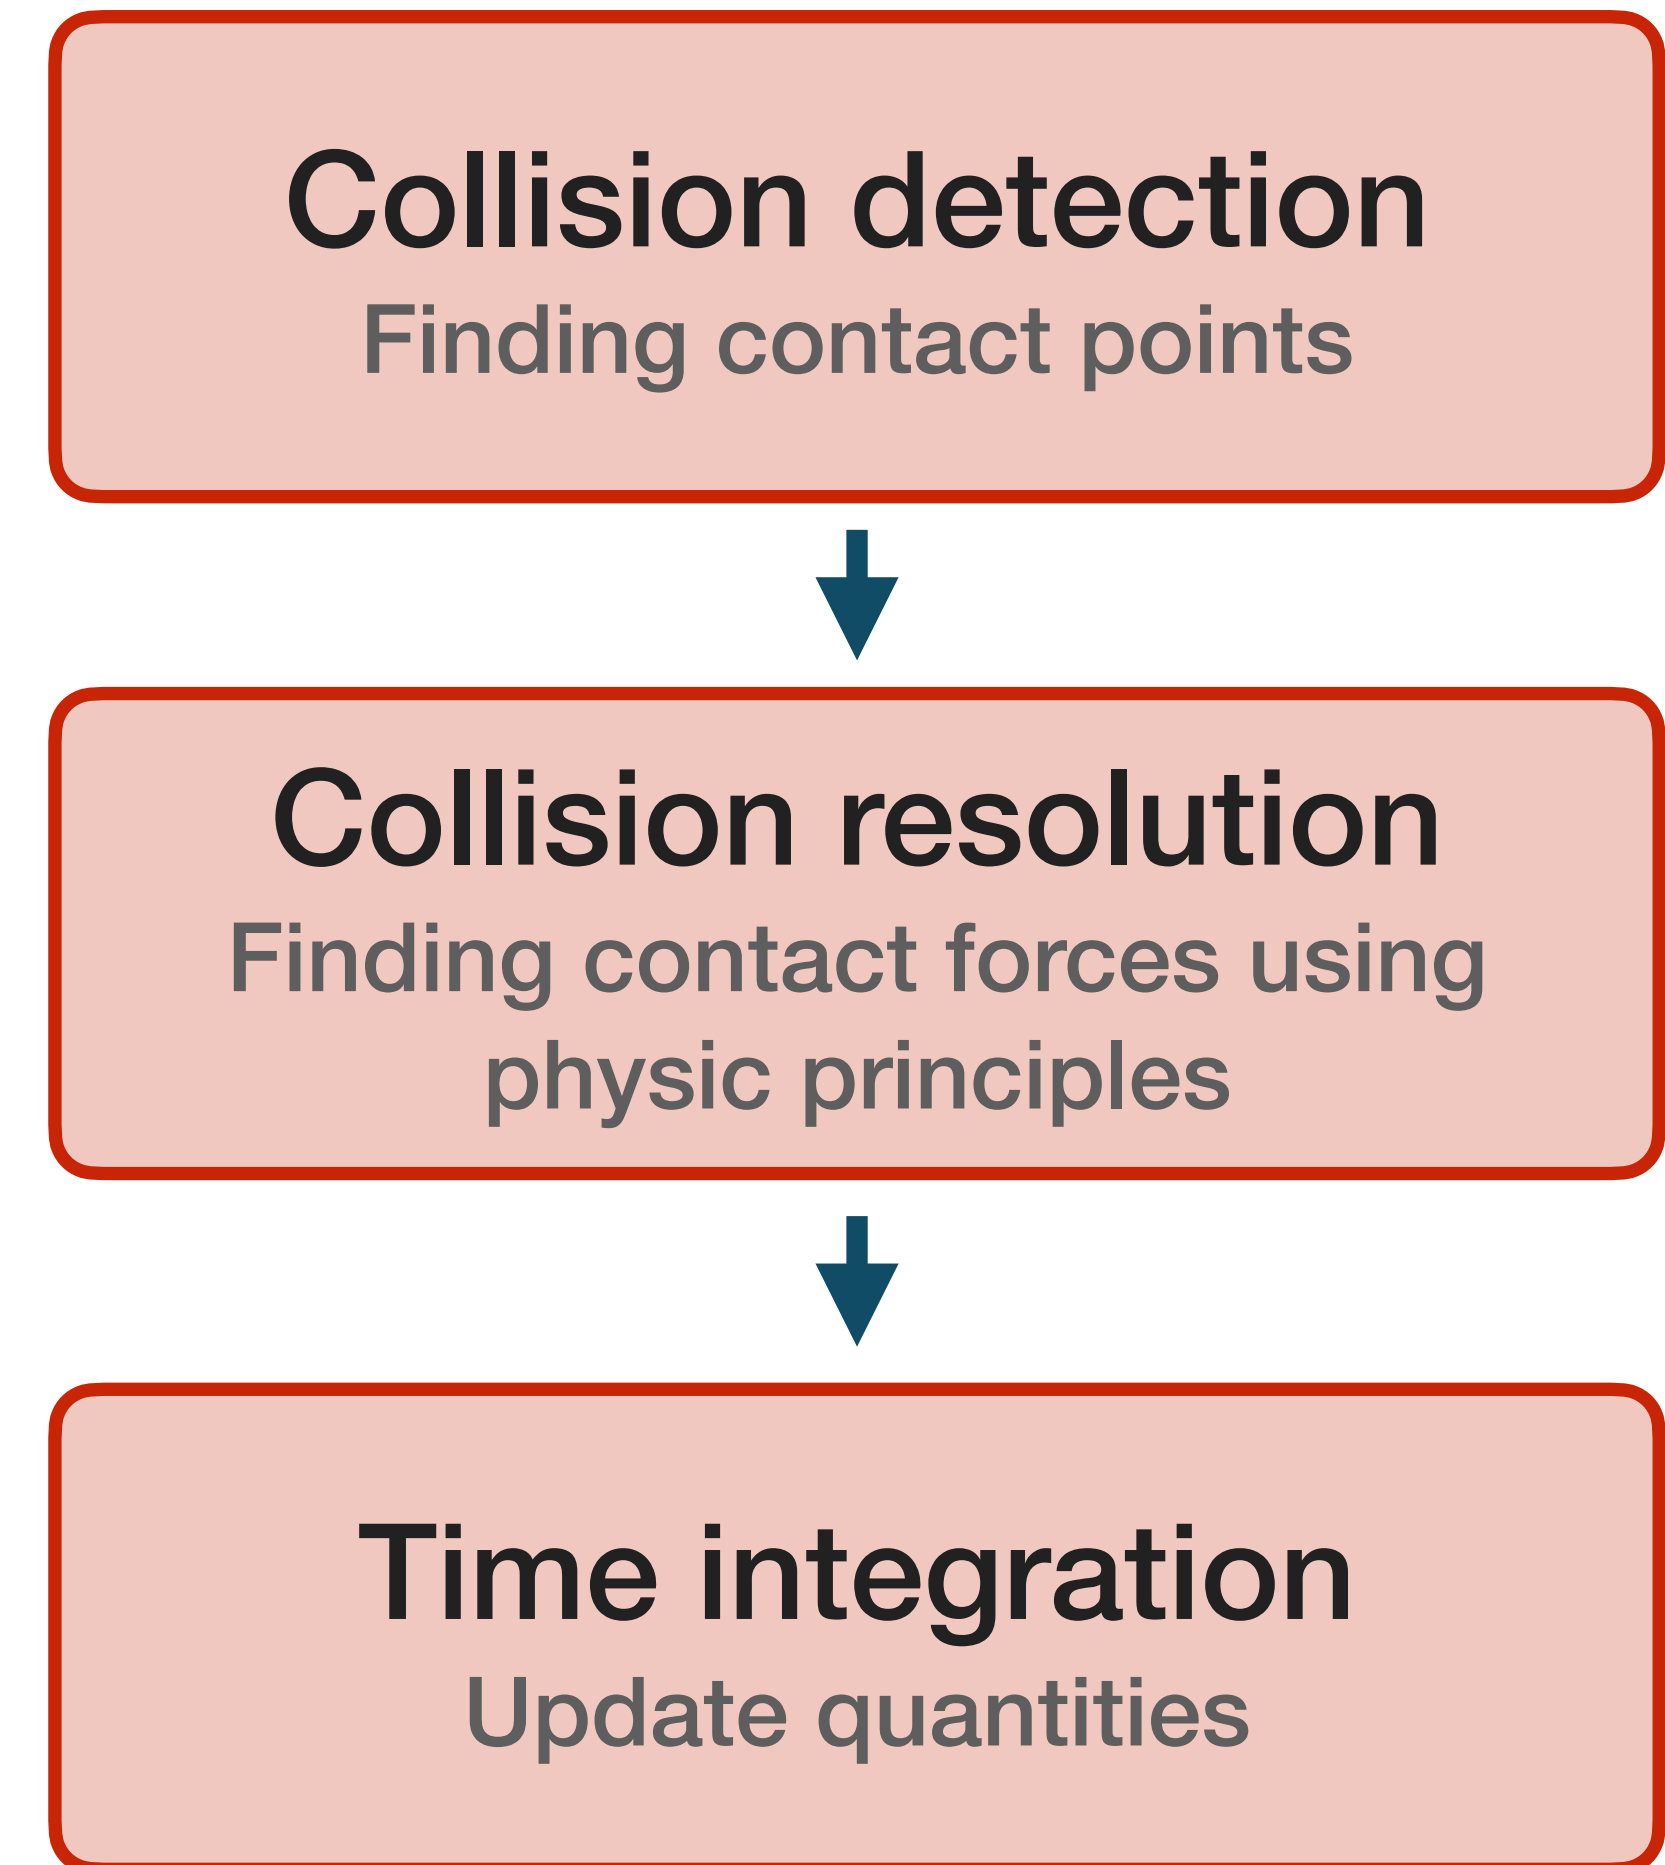 Collision detection
Finding contact points
Collision resolution
Finding contact forces using
physic principles
Time integration
Update quantities